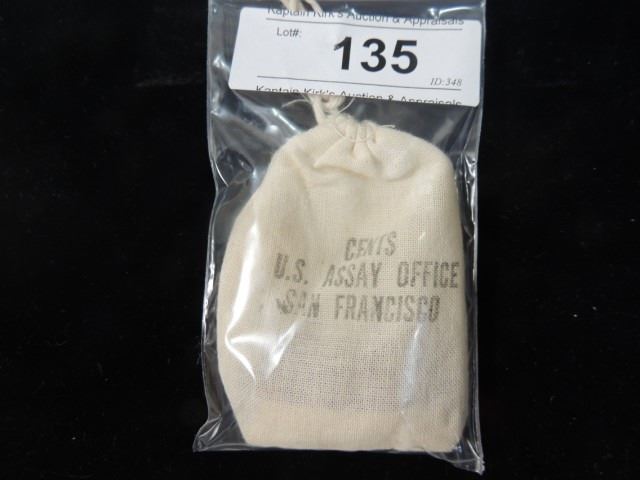 Kaptain Kirk's Auction & Appraisals
Lot#:
135
ID:348
Kaptain Kirk's Auction & Appraisals
CENTS
U.S. ASSAY OFFICE
SAN FRANCISCO